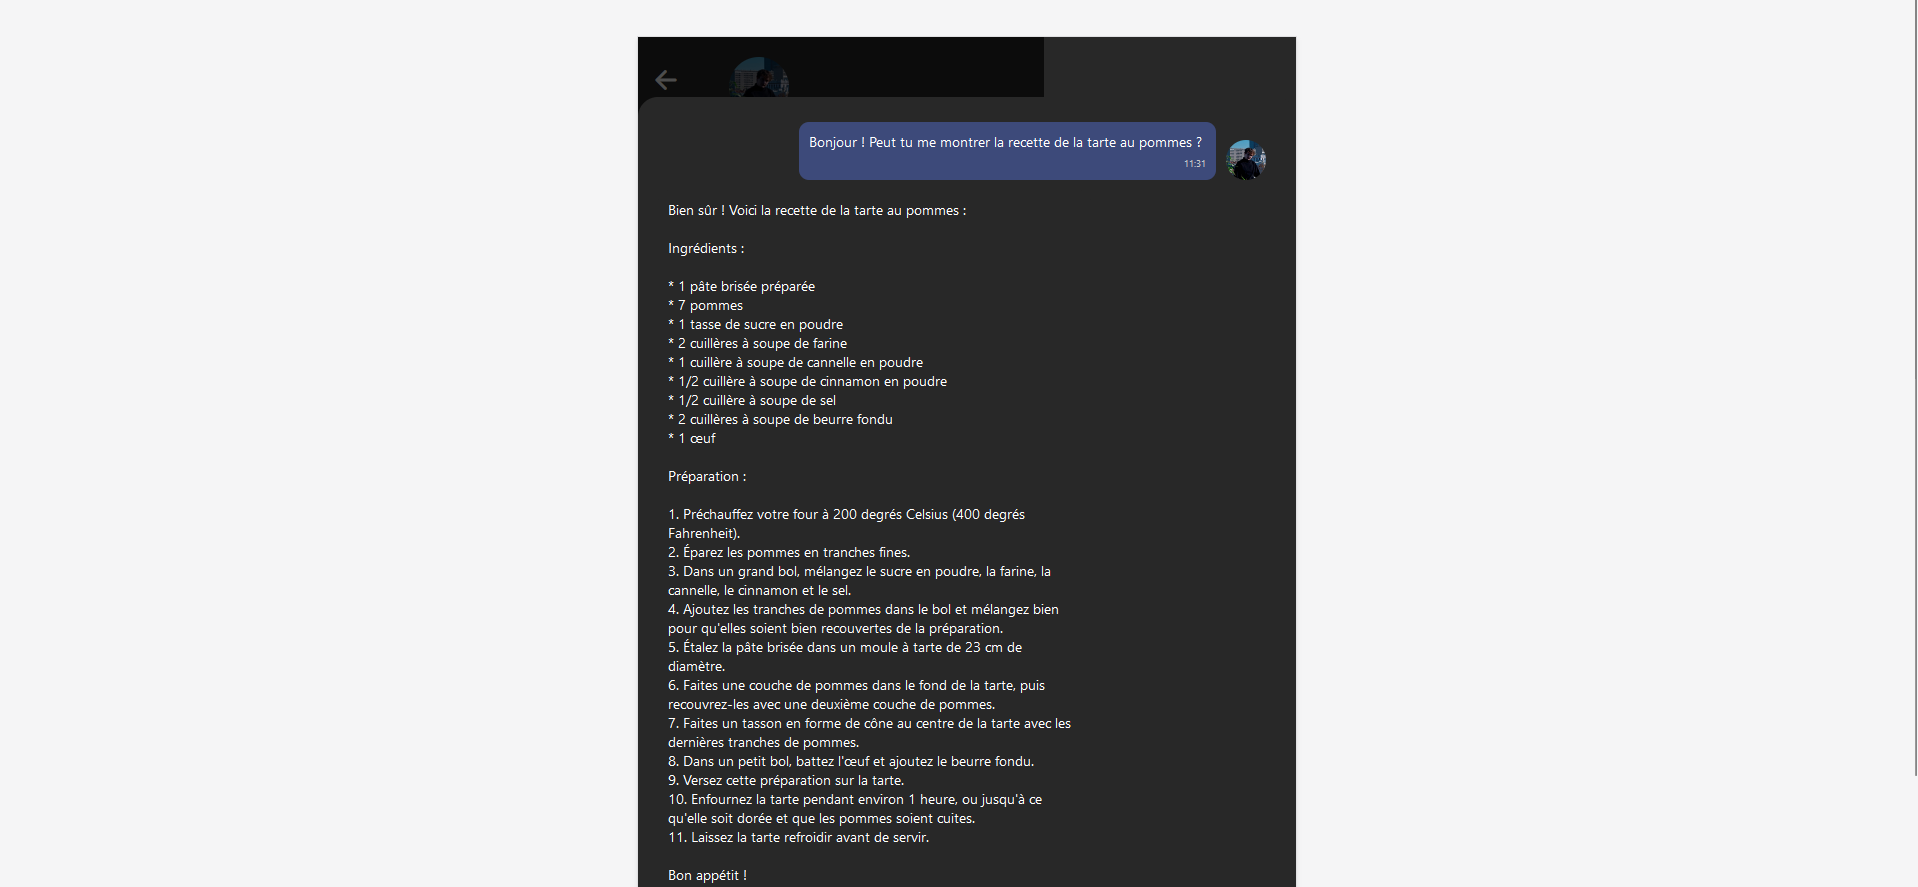 Bonjour ! Peut tu me montrer la recette de la tarte au pommes ?
11:31
Bien sûr ! Voici la recette de la tarte au pommes :
Ingrédients :
* 1 pâte brisée préparée
* 7 pommes
* 1 tasse de sucre en poudre
* 2 cuillères à soupe de farine
* 1 cuillère à soupe de cannelle en poudre
* 1/2 cuillère à soupe de cinnamon en poudre
* 1/2 cuillère à soupe de sel
* 2 cuillères à soupe de beurre fondu
* 1 œuf
Préparation :
1. Préchauffez votre four à 200 degrés Celsius (400 degrés
Fahrenheit).
2. Éparez les pommes en tranches fines.
3. Dans un grand bol, mélangez le sucre en poudre, la farine, la
cannelle, le cinnamon et le sel.
4. Ajoutez les tranches de pommes dans le bol et mélangez bien
pour qu'elles soient bien recouvertes de la préparation.
5. Étalez la pâte brisée dans un moule à tarte de 23 cm de
diamètre.
6. Faites une couche de pommes dans le fond de la tarte, puis
recouvrez-les avec une deuxième couche de pommes.
7. Faites un tasson en forme de cône au centre de la tarte avec les
dernières tranches de pommes.
8. Dans un petit bol, battez l'œuf et ajoutez le beurre fondu.
9. Versez cette préparation sur la tarte.
10. Enfournez la tarte pendant environ 1 heure, ou jusqu'à ce
qu'elle soit dorée et que les pommes soient cuites.
11. Laissez la tarte refroidir avant de servir.
Bon appétit !